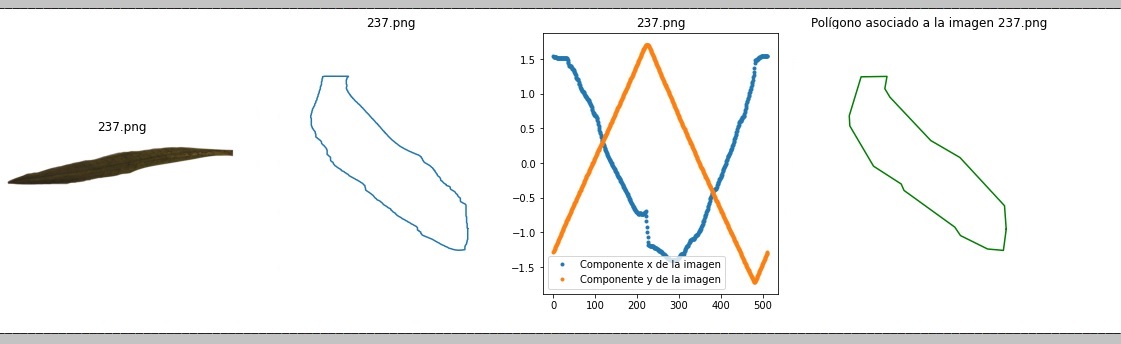 237.png
237.png
237.png
Polígono asociado a la imagen 237.png
1.5
1.0
0.5
0.0
−0.5
−1.0
−1.5
Componente x de la imagen
Componente y de la imagen
0 100 200 300 400 500